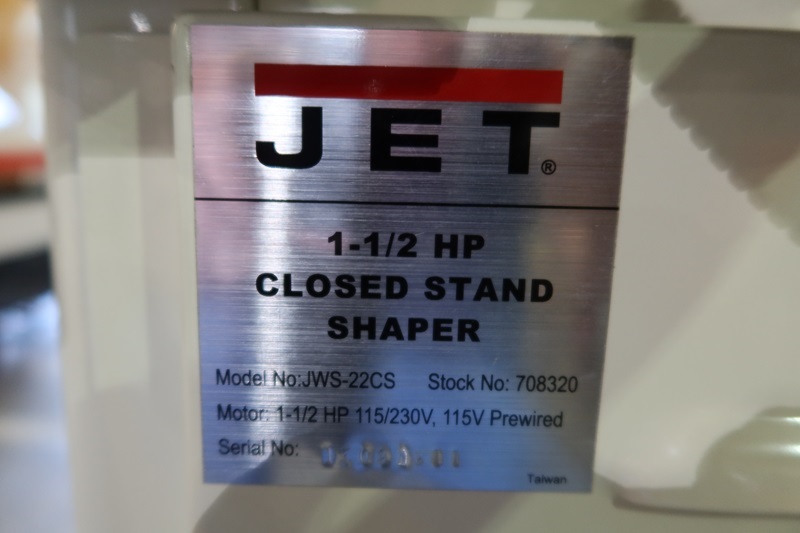 JET®
1-1/2 HP
CLOSED STAND
SHAPER
Model No:JWS-22CS Stock No: 708320
Motor: 1-1/2 HP 115/230V, 115V Prewired
Serial No:
Taiwan